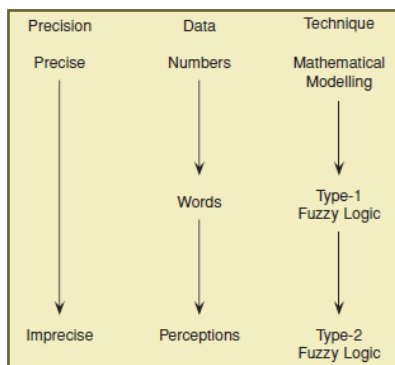 Precision Data Technique
Precise Numbers Mathematical
Modelling
Words Type-1
Fuzzy Logic
Imprecise Perceptions Type-2
Fuzzy Logic